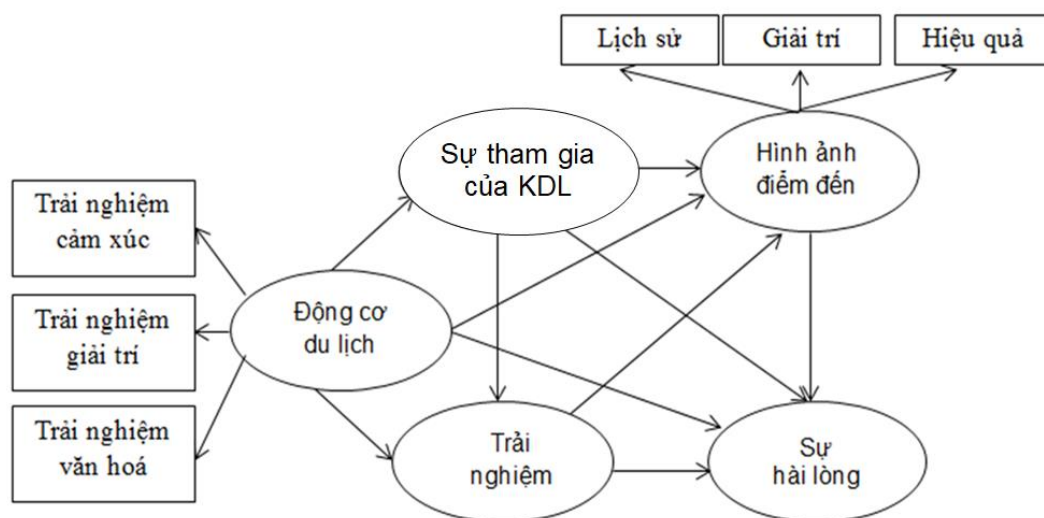 Lịch sử
Giải trí
Hiệu quả
Sự tham gia
của KDL
Hình ảnh
điểm đến
Trải nghiệm
cảm xúc
Trải nghiệm
giải trí
Trải nghiệm
văn hoá
Động cơ
du lịch
Trải
nghiệm
Sự
hài lòng